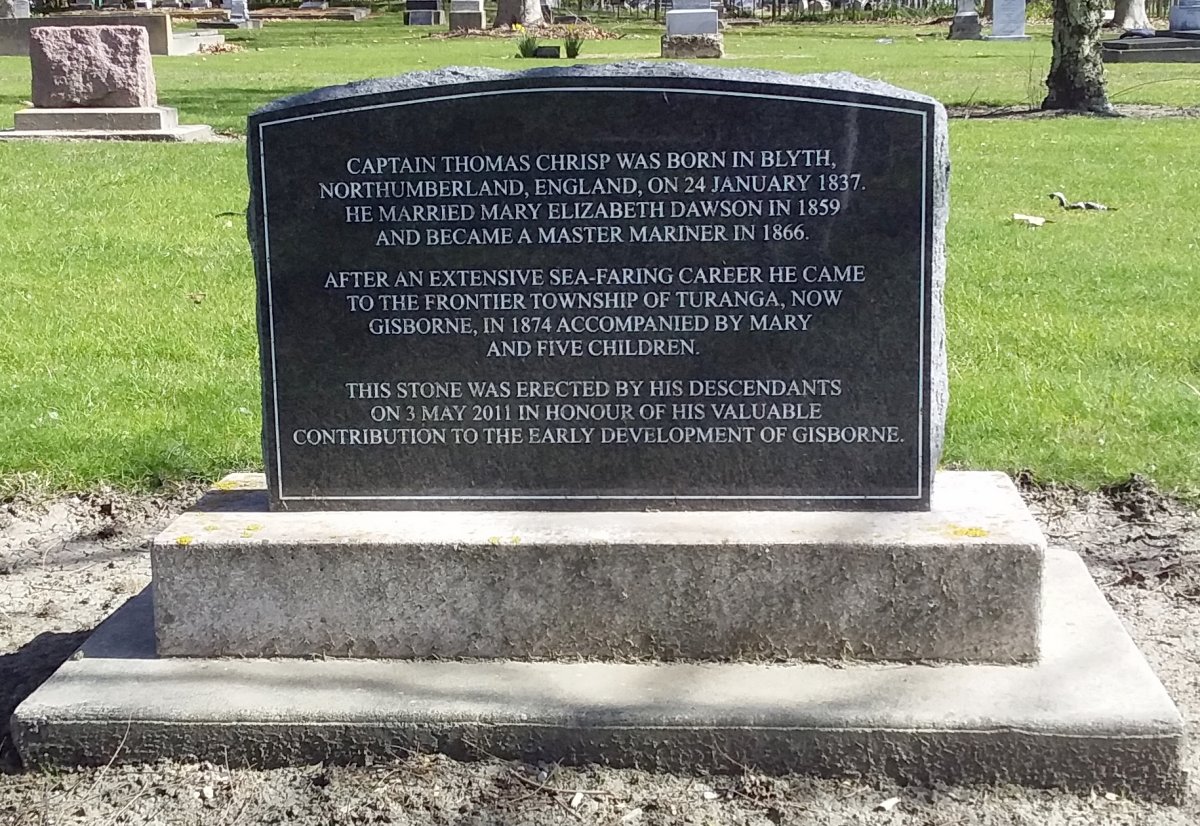 CAPTAIN THOMAS CHRISP WAS BORN IN BLYTH,
NORTHUMBERLAND, ENGLAND, ON 24 JANUARY 1837.
HE MARRIED MARY ELIZABETH DAWSON IN 1859
AND BECAME A MASTER MARINER IN 1866.
AFTER AN EXTENSIVE SEA-FARING CAREER HE CAME
TO THE FRONTIER TOWNSHIP OF TURANGA, NOW
GISBORNE, IN 1874 ACCOMPANIED BY MARY
AND FIVE CHILDREN.
THIS STONE WAS ERECTED BY HIS DESCENDANTS
ON 3 MAY 2011 IN HONOUR OF HIS VALUABLE
CONTRIBUTION TO THE EARLY DEVELOPMENT OF GISBORNE.